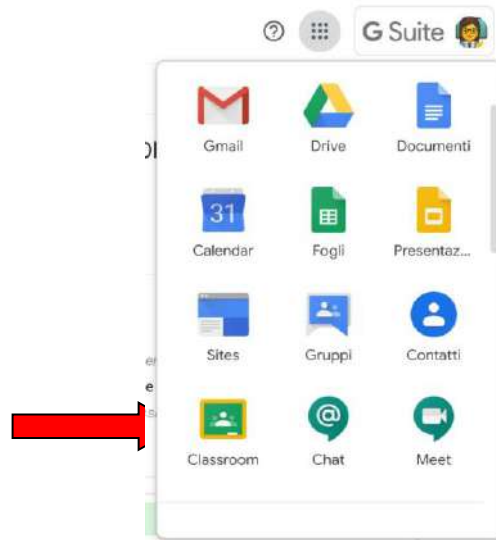 G Suite
Gmail Drive Documenti
31
Calendar Fogli Presentaz...
Sites Gruppi Contatti
@
Classroom Chat Meet